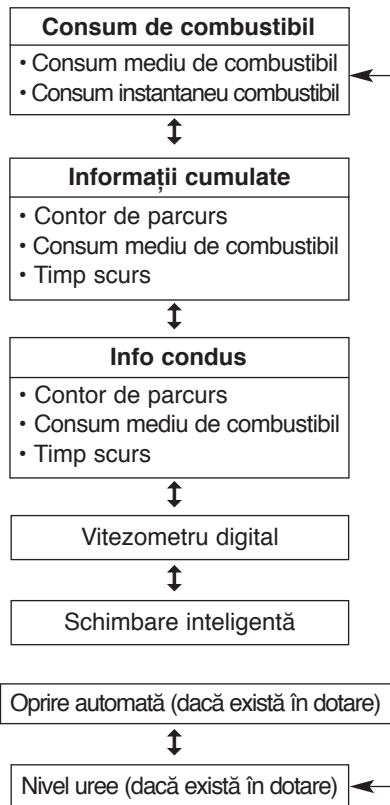 Consum de combustibil
• Consum mediu de combustibil
• Consum instantaneu combustibil
Informații cumulate
• Contor de parcurs
• Consum mediu de combustibil
• Timp scurs
Info condus
• Contor de parcurs
• Consum mediu de combustibil
• Timp scurs
Vitezometru digital
Schimbare inteligentă
Oprire automată (dacă există în dotare)
Nivel uree (dacă există în dotare)